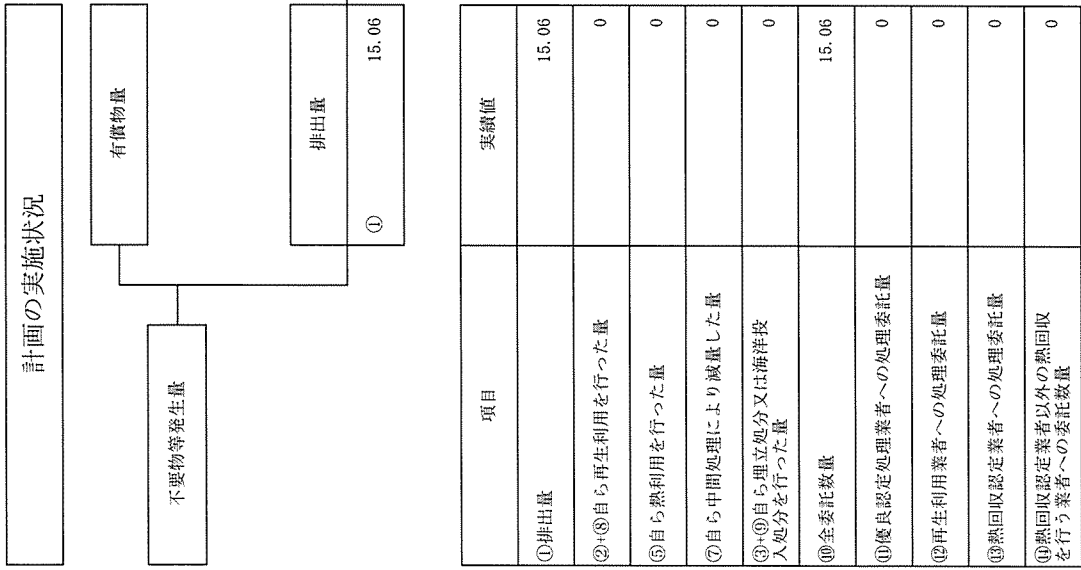 計画の実施状況
不要物等発生量
有償物量
排出量
① 15.06
項目 実績値
①排出量 15.06
②+⑧自ら再生利用を行った量 0
⑤自ら熱利用を行った量 0
⑦自ら中間処理により減量した量 0
③+⑨自ら埋立処分又は海洋投
入処分を行った量 0
⑩全委託数量 15.06
⑪優良認定処理業者への処理委託量 0
⑫再生利用業者への処理委託量 0
⑬熱回収認定業者への処理委託量 0
⑭熱回収認定業者以外の熱回収
を行う業者への委託数量 0